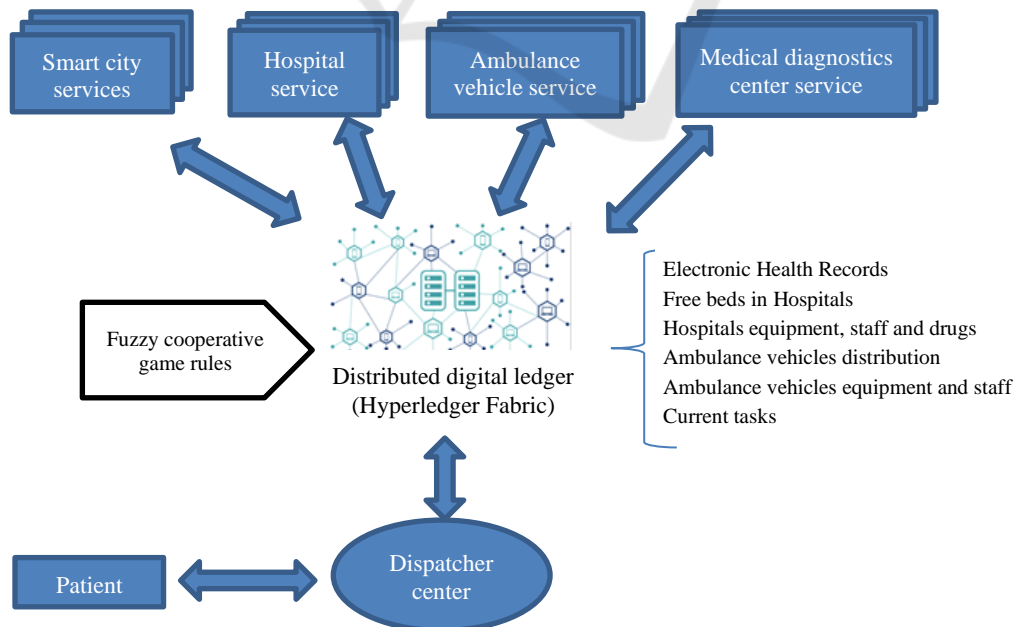 Smart city
services
Hospital
service
Ambulance
vehicle service
Medical diagnostics
center service
Fuzzy cooperative
game rules
Distributed digital ledger
(Hyperledger Fabric)
Electronic Health Records
Free beds in Hospitals
Hospitals equipment, staff and drugs
Ambulance vehicles distribution
Ambulance vehicles equipment and staff
Current tasks
Patient
Dispatcher
center